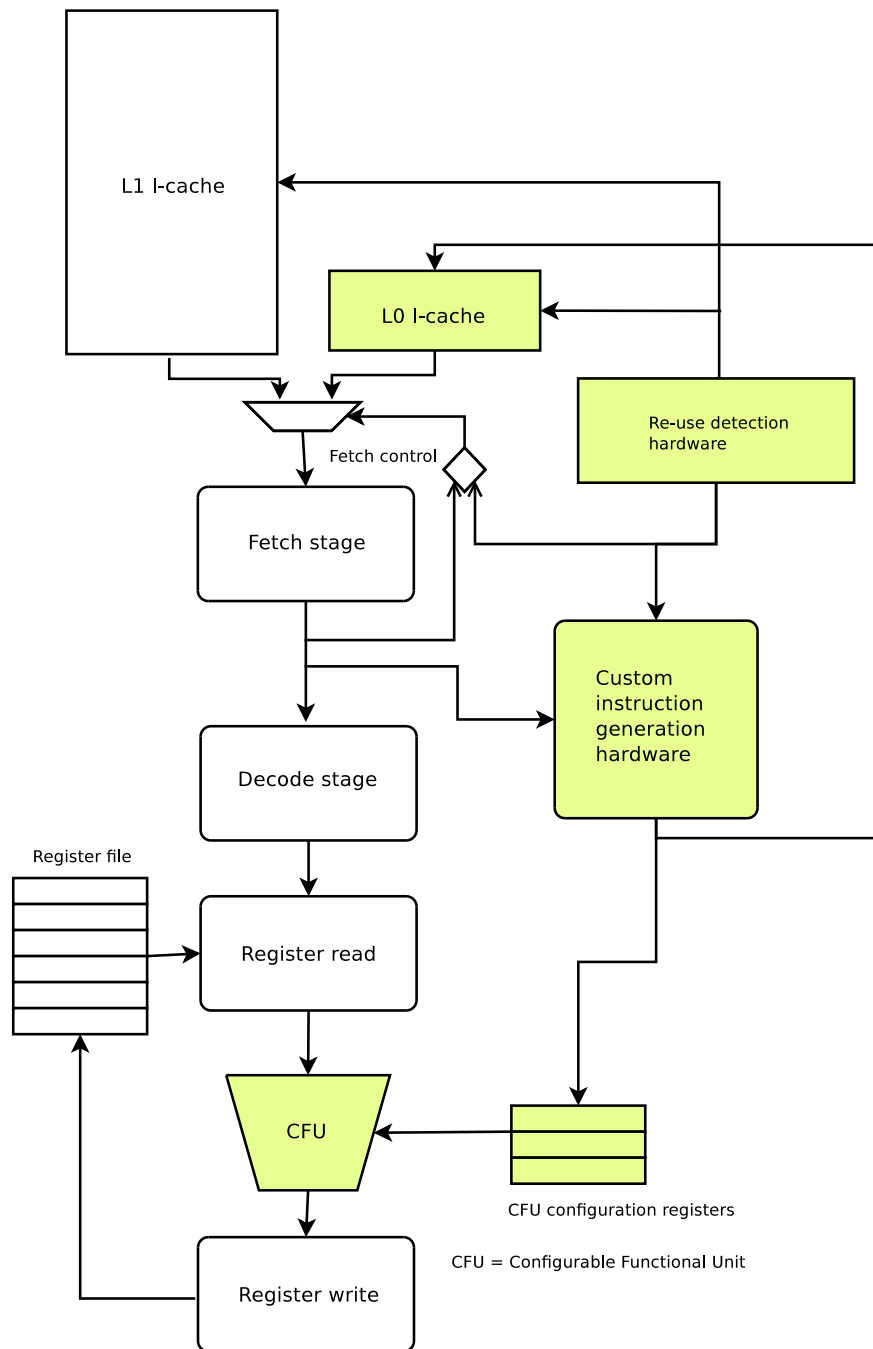 L1 I-cache
L0 I-cache
Re-use detection
hardware
Fetch control
Fetch stage
Custom
instruction
generation
hardware
Decode stage
Register file
Register read
CFU
CFU configuration registers
CFU = Configurable Functional Unit
Register write